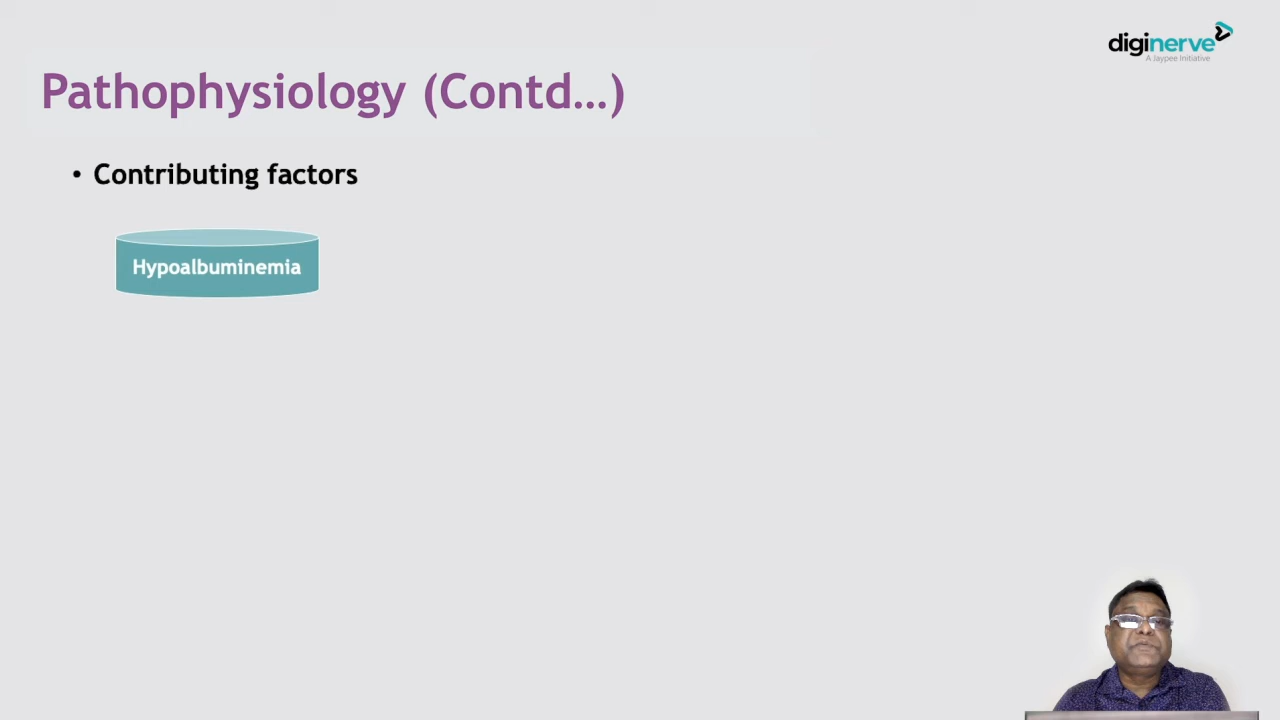 diginerve
A Jaypee Initiative
Pathophysiology (Contd...)
• Contributing factors
Hypoalbuminemia